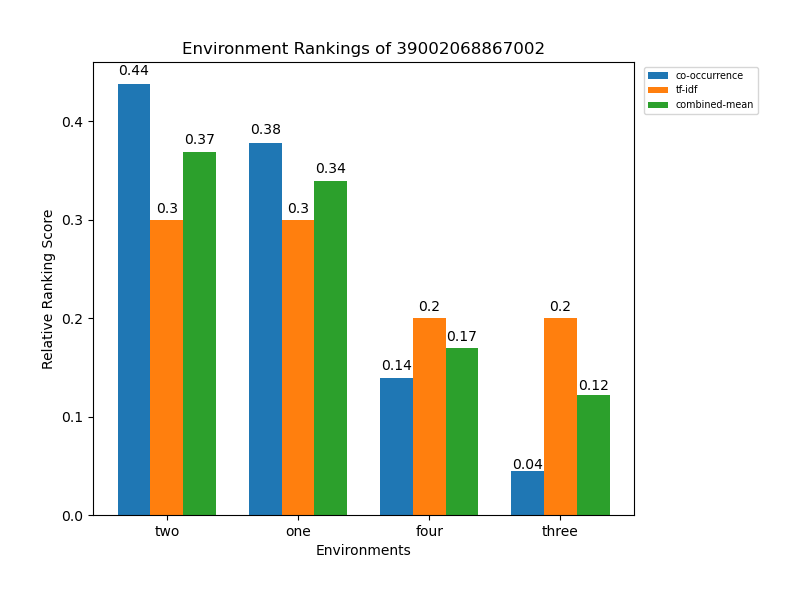 Environment Rankings of 39002068867002
co-occurrence
tf-idf
combined-mean
Relative Ranking Score
0.4
0.3
0.2
0.1
0.0
0.44
0.3
0.37
0.38
0.3
0.34
0.14
0.2
0.17
0.04
0.2
0.12
two one four three
Environments